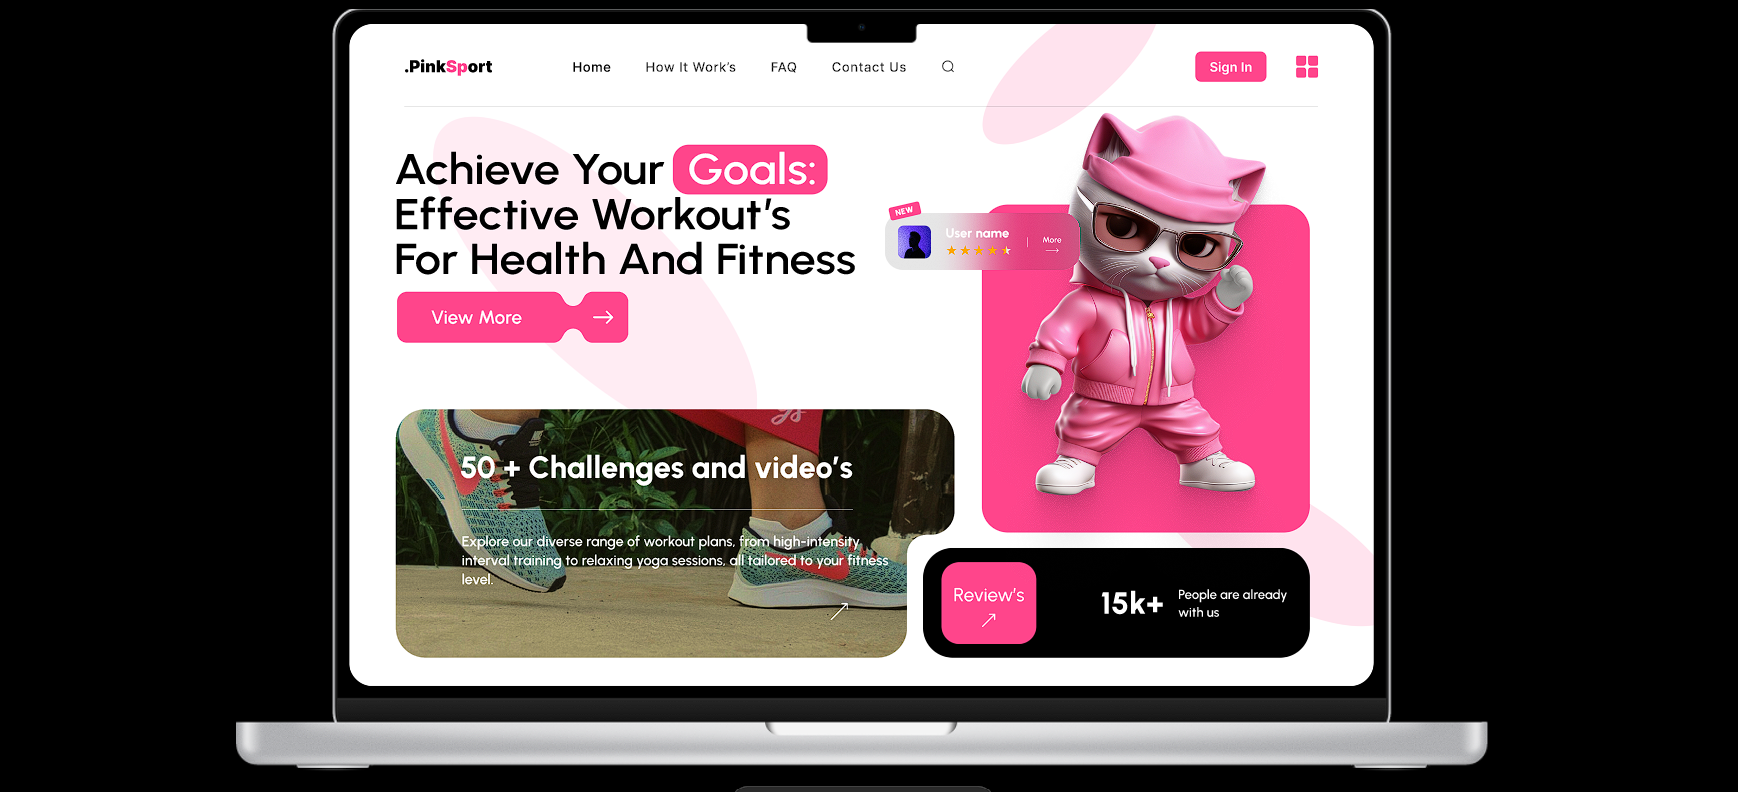 .PinkSport
Home
How It Work's
FAQ
Contact Us
Sign In
Achieve Your Goals:
Effective Workout's
For Health And Fitness
View More
NEW
User name
More
50 + Challenges and video's
Explore our diverse range of workout plans, from high-intensity
interval training to relaxing yoga sessions, all tailored to your fitness
level.
Review's
15k+
People are already
with us